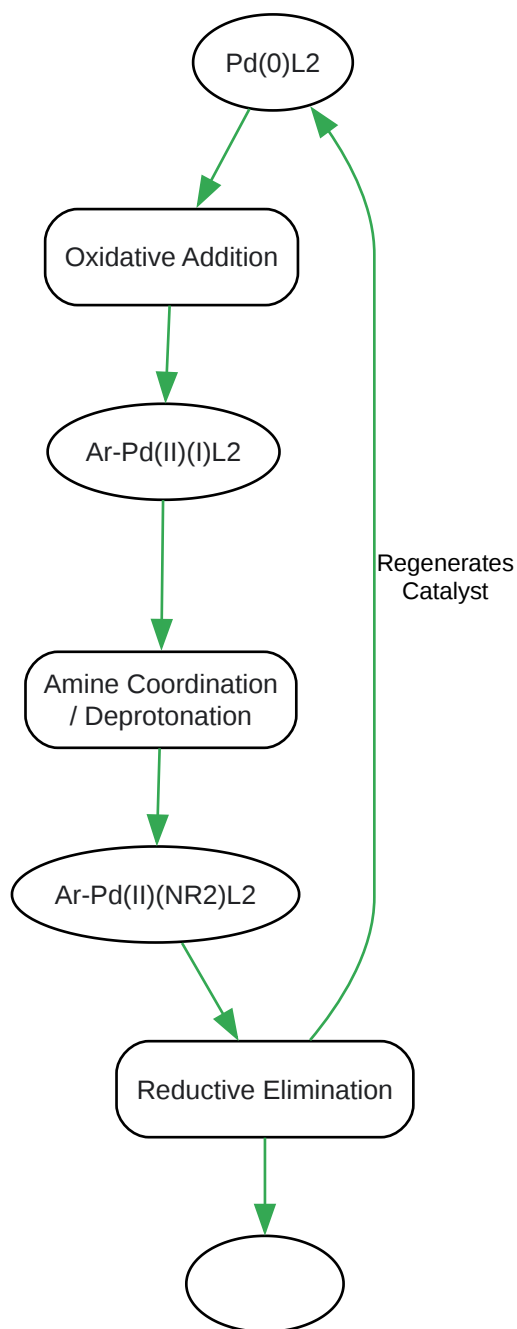 Pd(0)L2
Oxidative Addition
Ar-Pd(II)(I)L2
Regenerates
Catalyst
Amine Coordination
/ Deprotonation
Ar-Pd(II)(NR2)L2
Reductive Elimination